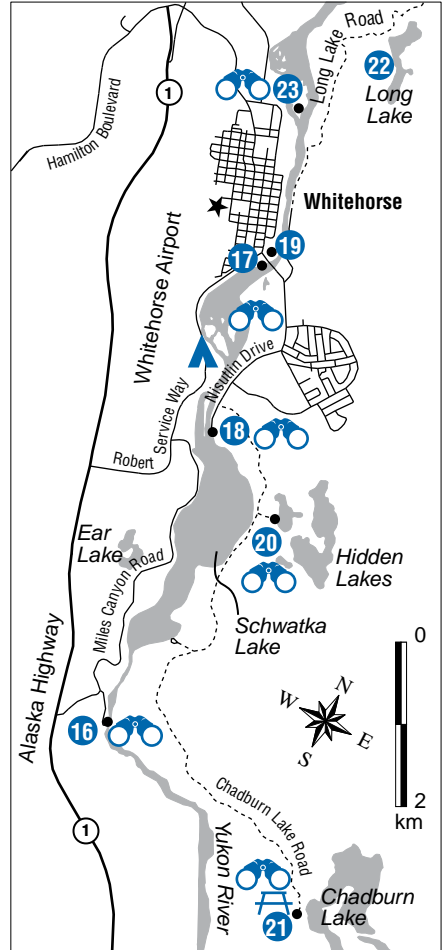 Long Lake Road
22
Long
Lake
1
23
Hamilton Boulevard
Whitehorse
Whitehorse Airport
19
17
Nisutlin Drive
Robert Service Way
18
Ear
Lake
Miles Canyon Road
20
Hidden
Lakes
Schwatka
Lake
Alaska Highway
0
N
W
E
S
2
km
16
Chadburn Lake Road
1
Yukon River
Chadburn
Lake
21